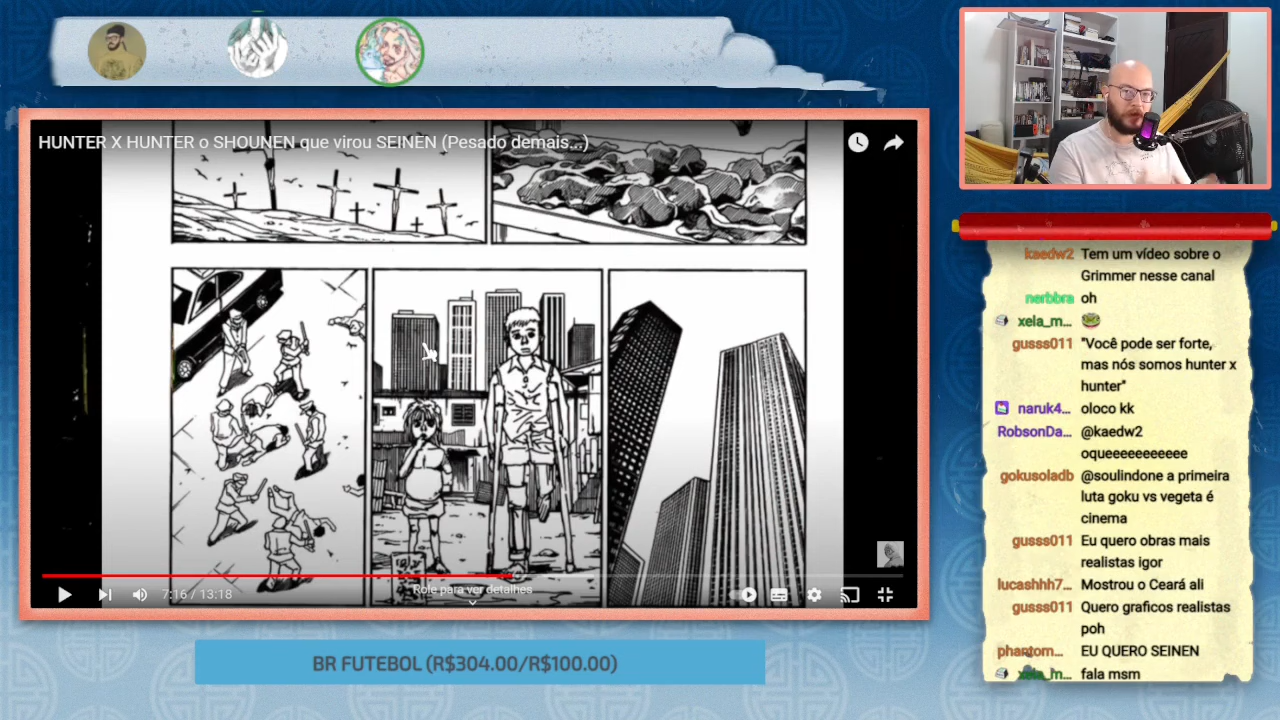 HUNTER X HUNTER o SHOUNEN que virou SEINEN (Pesado demais...)
7:16 / 13:18
Role para ver detalhes
BR FUTEBOL (R$304.00/R$100.00)
kaedw2 Tem um vídeo sobre o
Grimmer nesse canal
nerbbra oh
xela_m...
gusss011 "Você pode ser forte,
mas nós somos hunter x
hunter"
naruk4... oloco kk
RobsonDa... @kaedw2
oqueeeeeeeeeee
gokusoladb @soulindone a primeira
luta goku vs vegeta é
cinema
gusss011 Eu quero obras mais
realistas igor
lucashhh7... Mostrou o Ceará ali
gusss011 Quero graficos realistas
poh
phantom... EU QUERO SEINEN
xela_m... fala msm